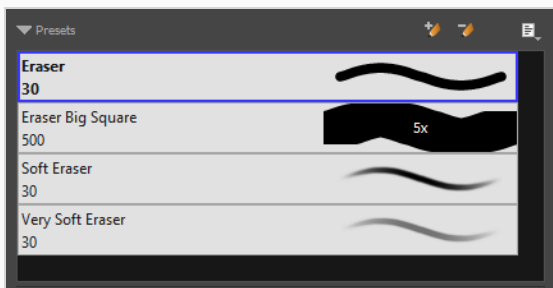 Presets
Eraser
30
Eraser Big Square
500
5x
Soft Eraser
30
Very Soft Eraser
30